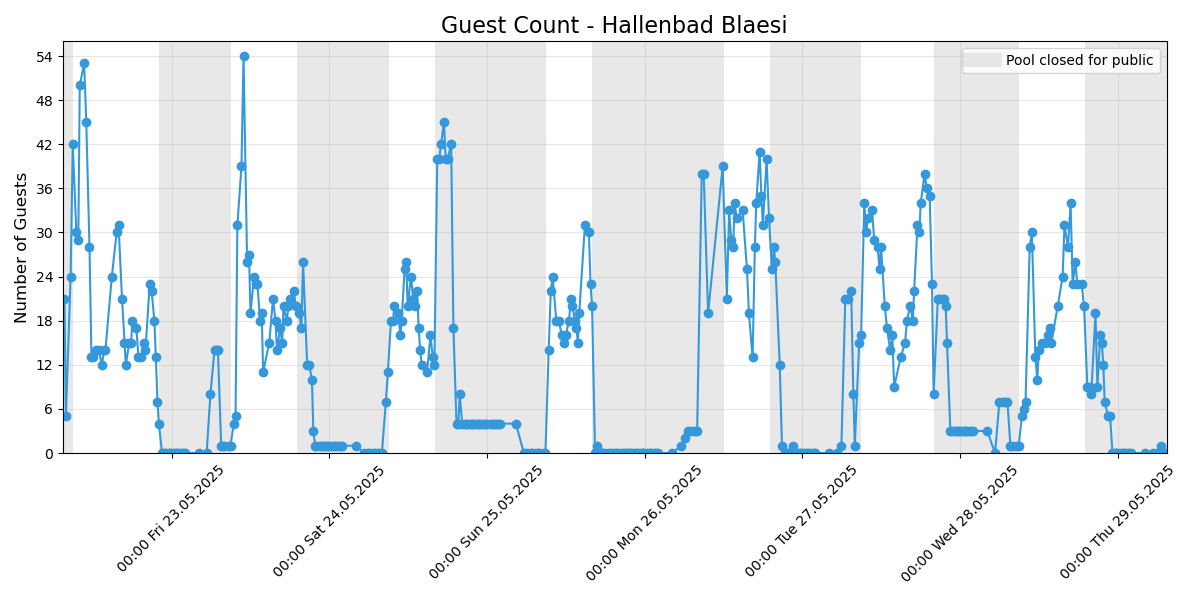 Guest Count - Hallenbad Blaesi
Pool closed for public
Number of Guests
54
48
42
36
30
24
18
12
6
0
00:00 Fri 23.05.2025
00:00 Sat 24.05.2025
00:00 Sun 25.05.2025
00:00 Mon 26.05.2025
00:00 Tue 27.05.2025
00:00 Wed 28.05.2025
00:00 Thu 29.05.2025